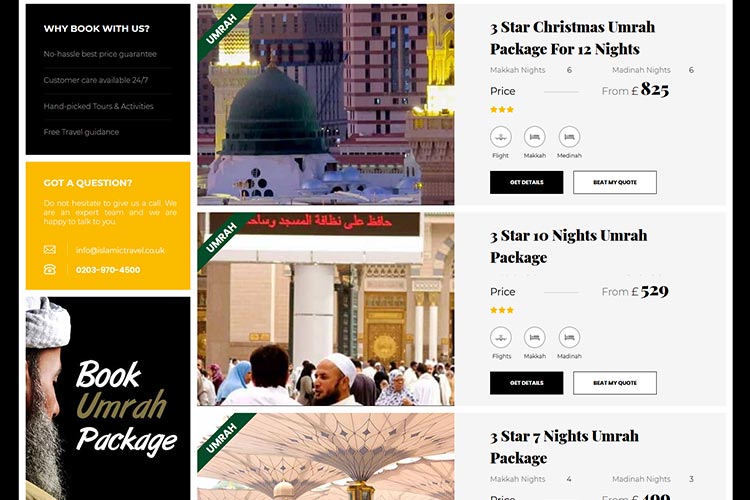 WHY BOOK WITH US?
No-hassle best price guarantee
Customer care available 24/7
Hand-picked Tours & Activities
Free Travel guidance
GOT A QUESTION?
Do not hesitate to give us a call. We
are an expert team and we are
happy to talk to you.
info@islamictravel.co.uk
0203-970-4500
Book
Umrah
Package
UMRAH
3 Star Christmas Umrah
Package For 12 Nights
Makkah Nights 6 Madinah Nights 6
Price From £ 825
Flight Makkah Medinah
GET DETAILS BEAT MY QUOTE
UMRAH
حافظ على نظافة المسجد وساحاته
3 Star 10 Nights Umrah
Package
Price From £ 529
Flights Makkah Madinah
GET DETAILS BEAT MY QUOTE
UMRAH
3 Star 7 Nights Umrah
Package
Makkah Nights 4 Madinah Nights 3
Price From £